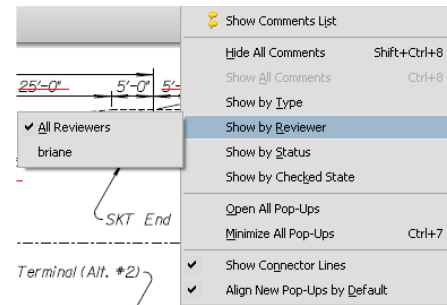 Show Comments List
Hide All Comments Shift+Ctrl+8
Show All Comments Ctrl+8
Show by Type
Show by Reviewer
Show by Status
Show by Checked State
Open All Pop-Ups
Minimize All Pop-Ups Ctrl+7
Show Connector Lines
Align New Pop-Ups by Default
25'-0" 5'-0" 5'-
All Reviewers
briane
SKT End
Terminal (Alt. #2)